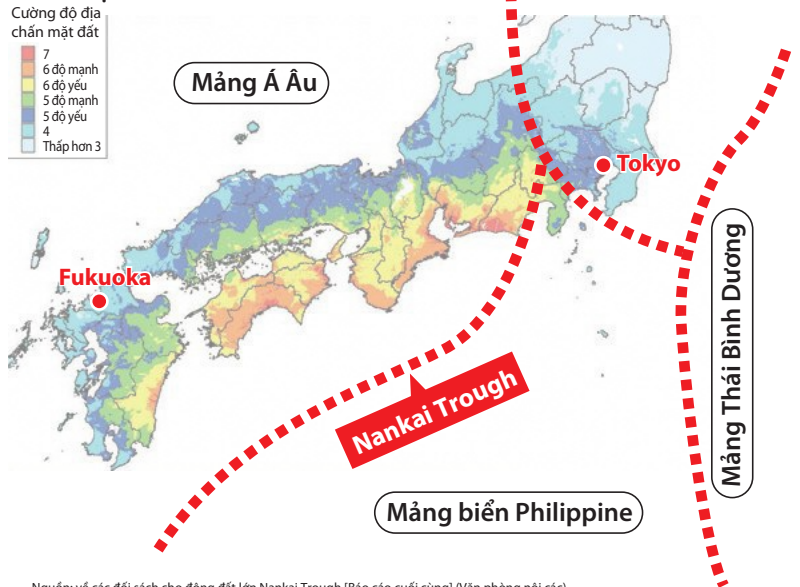 Cường độ địa
chấn mặt đất
7
6 độ mạnh
6 độ yếu
5 độ mạnh
5 độ yếu
4
Thấp hơn 3
Mảng Á Âu
Tokyo
Fukuoka
Nankai Trough
Mảng Thái Bình Dương
Mảng biển Philippine